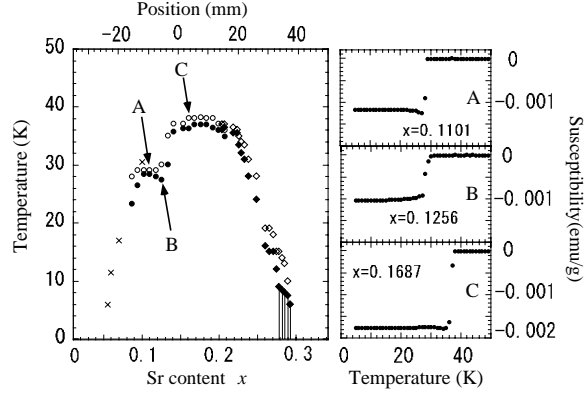 Position (mm)
-20 0 20 40
50
40
30
20
10
0
Temperature (K)
A
B
C
0 0.1 0.2 0.3
Sr content x
A
x=0.1101
0
-0.001
B
x=0.1256
0
-0.001
C
x=0.1687
0
-0.001
-0.002
Susceptibility(emu/g)
0 20 40
Temperature (K)